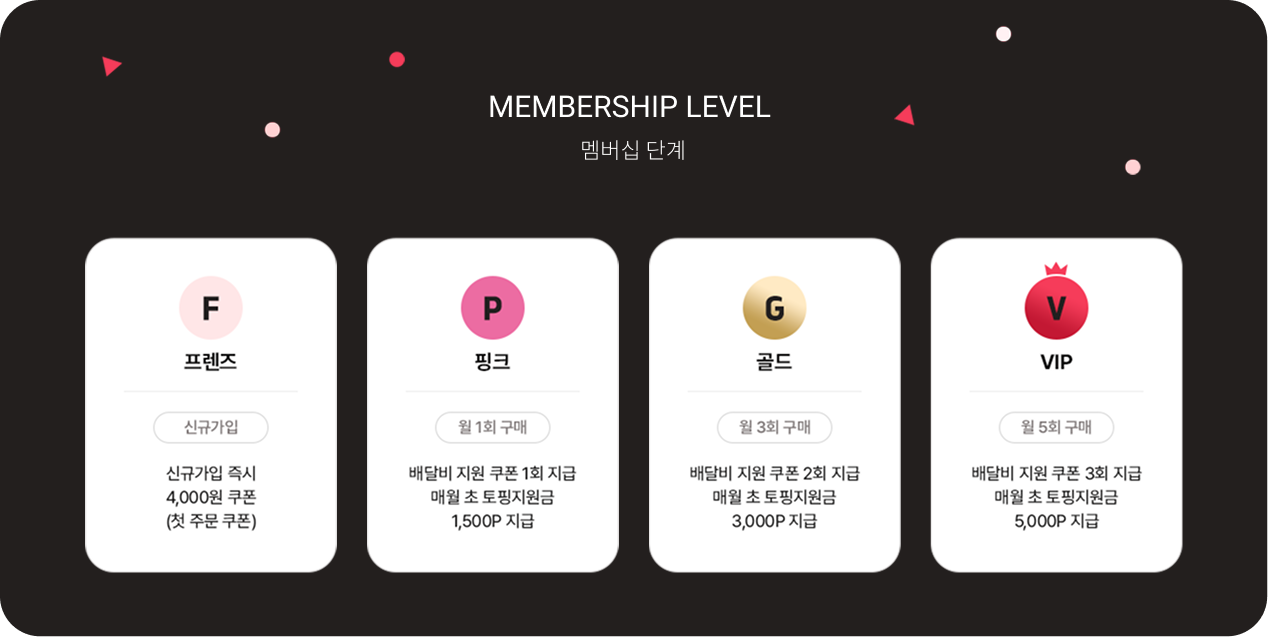 MEMBERSHIP LEVEL
멤버십 단계
F
프렌즈
신규가입
신규가입 즉시
4,000원 쿠폰
(첫 주문 쿠폰)
P
핑크
월 1회 구매
배달비 지원 쿠폰 1회 지급
매월 초 토핑지원금
1,500P 지급
G
골드
월 3회 구매
배달비 지원 쿠폰 2회 지급
매월 초 토핑지원금
3,000P 지급
V
VIP
월 5회 구매
배달비 지원 쿠폰 3회 지급
매월 초 토핑지원금
5,000P 지급